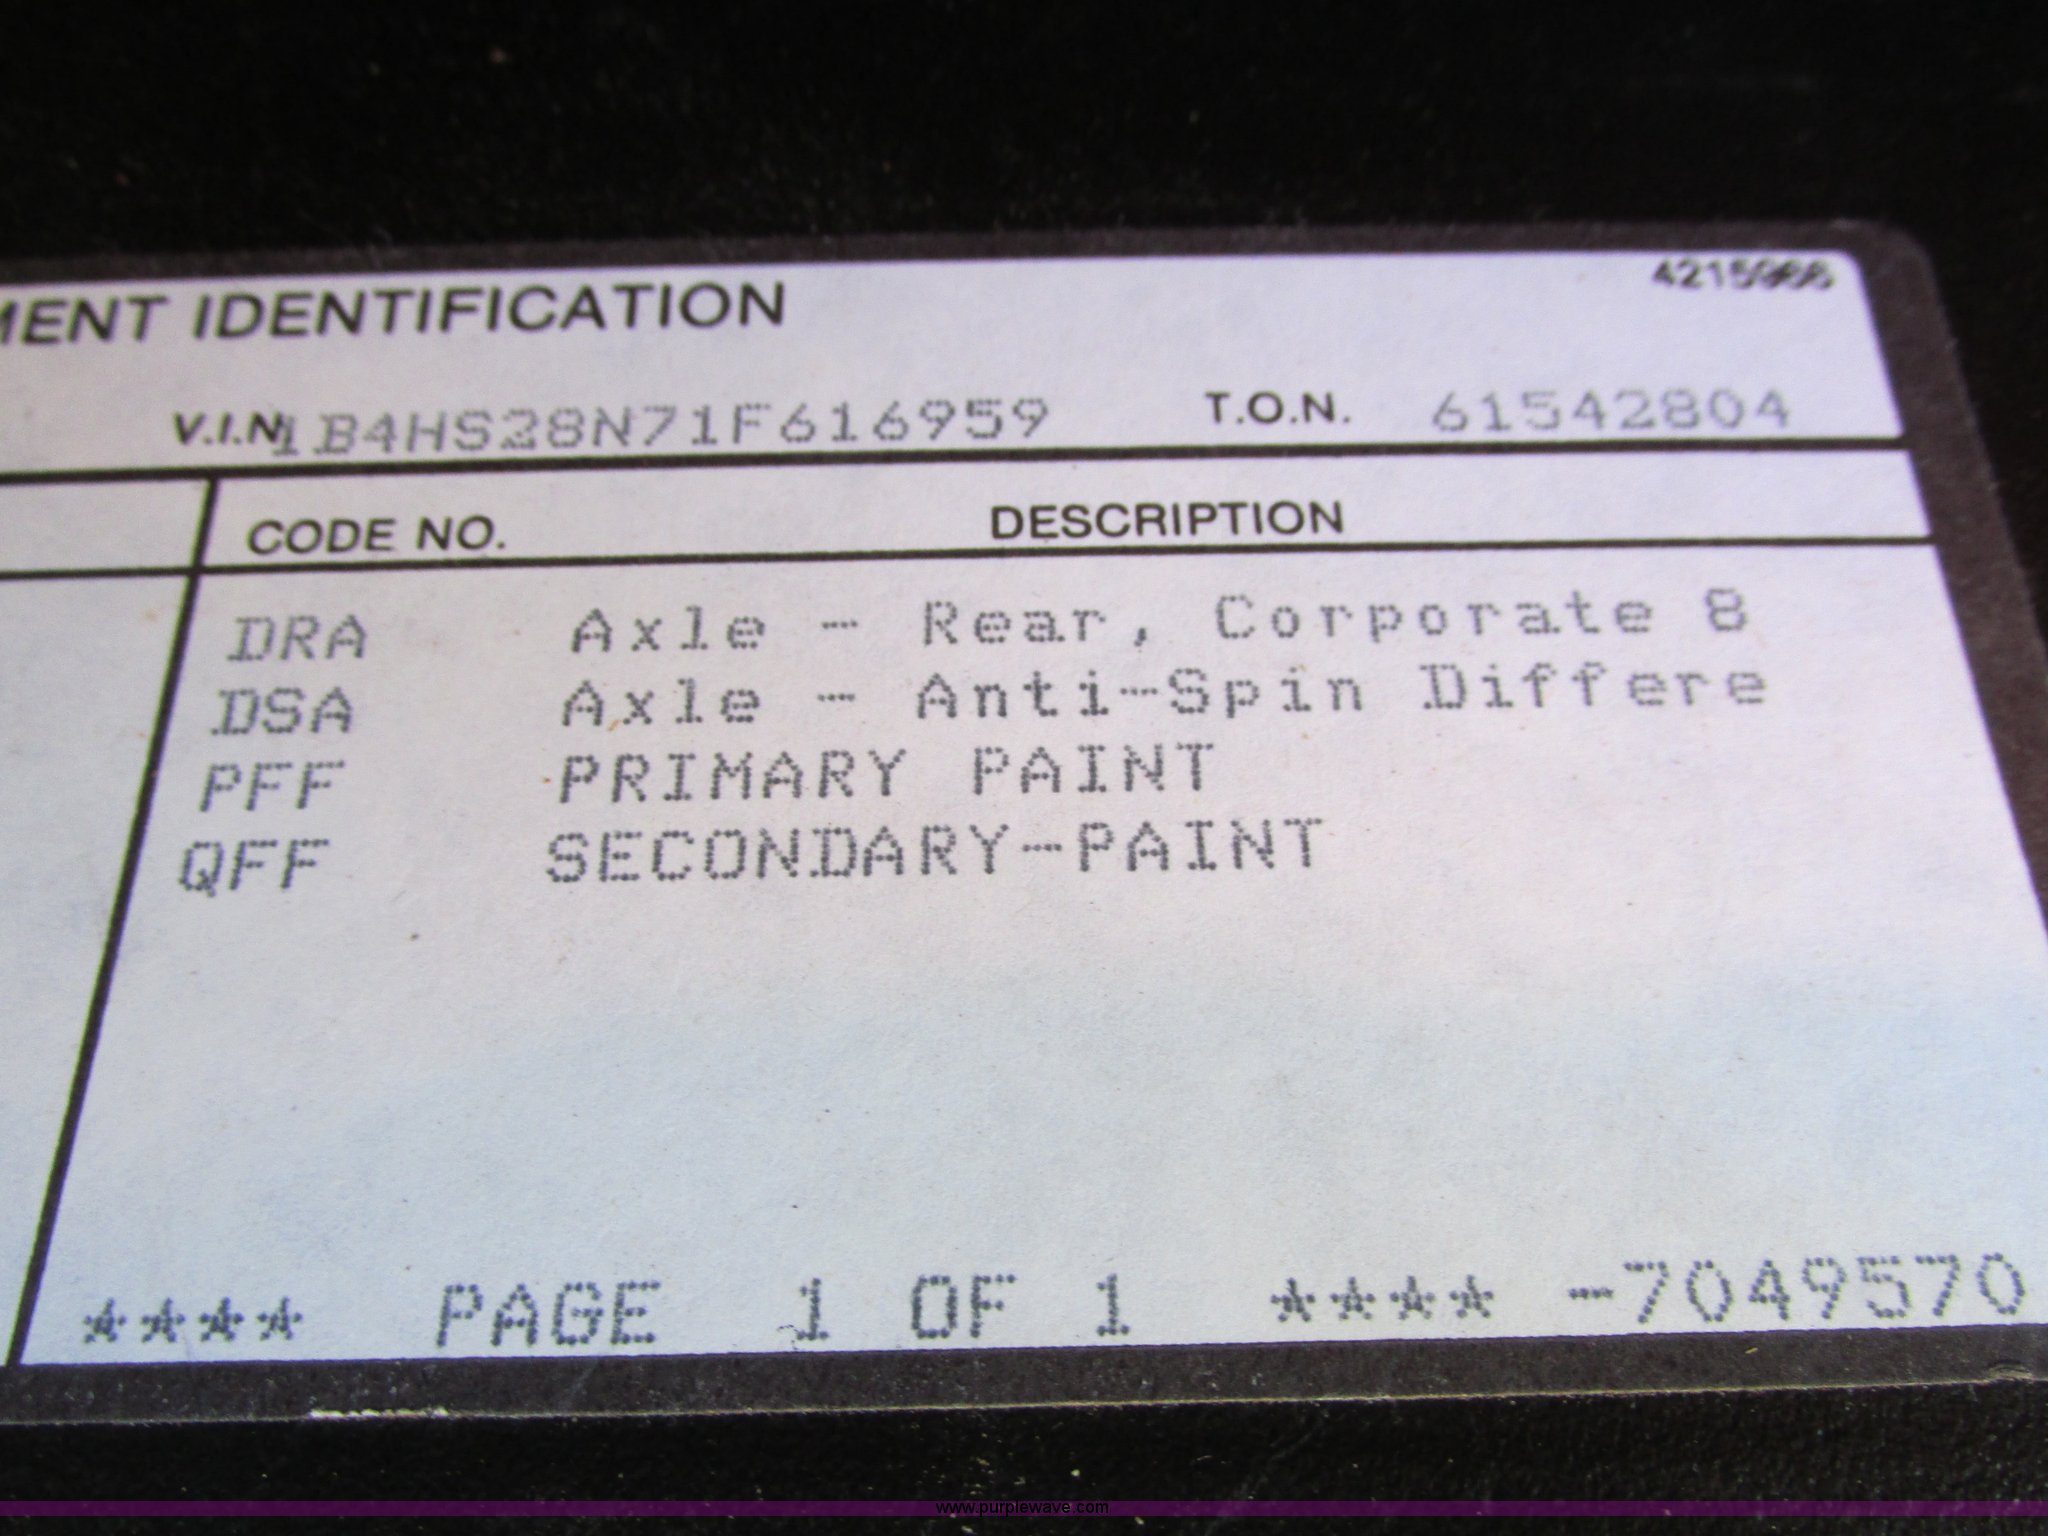 4215986
MENT IDENTIFICATION
V.I.N 1B4HS28N71F616959 T.O.N. 61542804
CODE NO. DESCRIPTION
DRA Axle - Rear, Corporate 8
DSA Axle - Anti-Spin Differe
PFF PRIMARY PAINT
QFF SECONDARY-PAINT
**** PAGE 1 OF 1 **** -7049570
www.purplewave.com